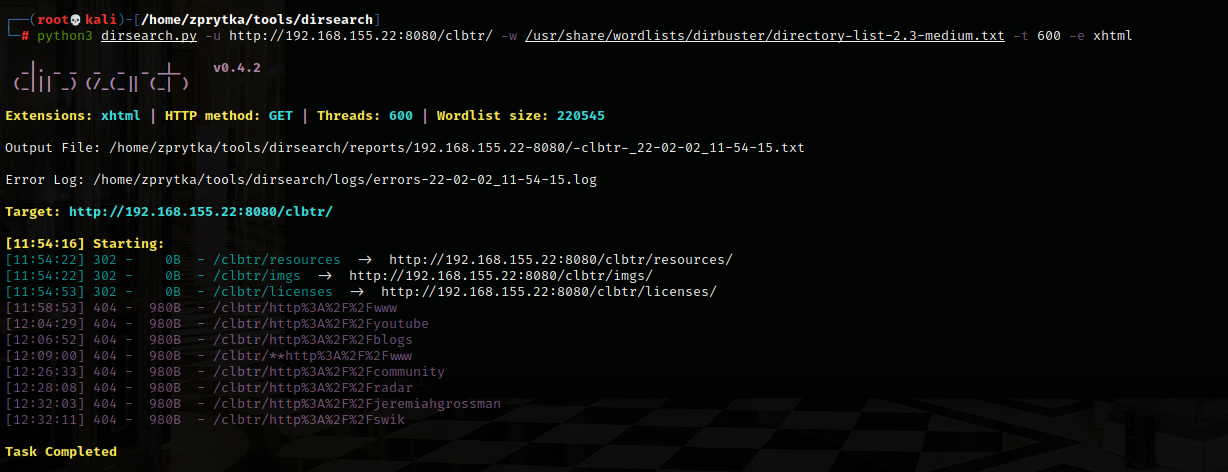 ┌──(root💀kali)-[/home/zprytka/tools/dirsearch]
└─# python3 dirsearch.py -u http://192.168.155.22:8080/clbtr/ -w /usr/share/wordlists/dirbuster/directory-list-2.3-medium.txt -t 600 -e xhtml
  _|. _ _  _  _  _ _|_    v0.4.2
 (_||| _) (/_(_|| (_| )
Extensions: xhtml | HTTP method: GET | Threads: 600 | Wordlist size: 220545
Output File: /home/zprytka/tools/dirsearch/reports/192.168.155.22-8080/-clbtr-_22-02-02_11-54-15.txt
Error Log: /home/zprytka/tools/dirsearch/logs/errors-22-02-02_11-54-15.log
Target: http://192.168.155.22:8080/clbtr/
[11:54:16] Starting:
[11:54:22] 302 -    0B  - /clbtr/resources  ->  http://192.168.155.22:8080/clbtr/resources/
[11:54:22] 302 -    0B  - /clbtr/imgs  ->  http://192.168.155.22:8080/clbtr/imgs/
[11:54:53] 302 -    0B  - /clbtr/licenses  ->  http://192.168.155.22:8080/clbtr/licenses/
[11:58:53] 404 -  980B  - /clbtr/http%3A%2F%2Fwww
[12:04:29] 404 -  980B  - /clbtr/http%3A%2F%2Fyoutube
[12:06:52] 404 -  980B  - /clbtr/http%3A%2F%2Fblogs
[12:09:00] 404 -  980B  - /clbtr/**http%3A%2F%2Fwww
[12:26:33] 404 -  980B  - /clbtr/http%3A%2F%2Fcommunity
[12:28:08] 404 -  980B  - /clbtr/http%3A%2F%2Fradar
[12:32:03] 404 -  980B  - /clbtr/http%3A%2F%2Fjeremiahgrossman
[12:32:11] 404 -  980B  - /clbtr/http%3A%2F%2Fswik
Task Completed